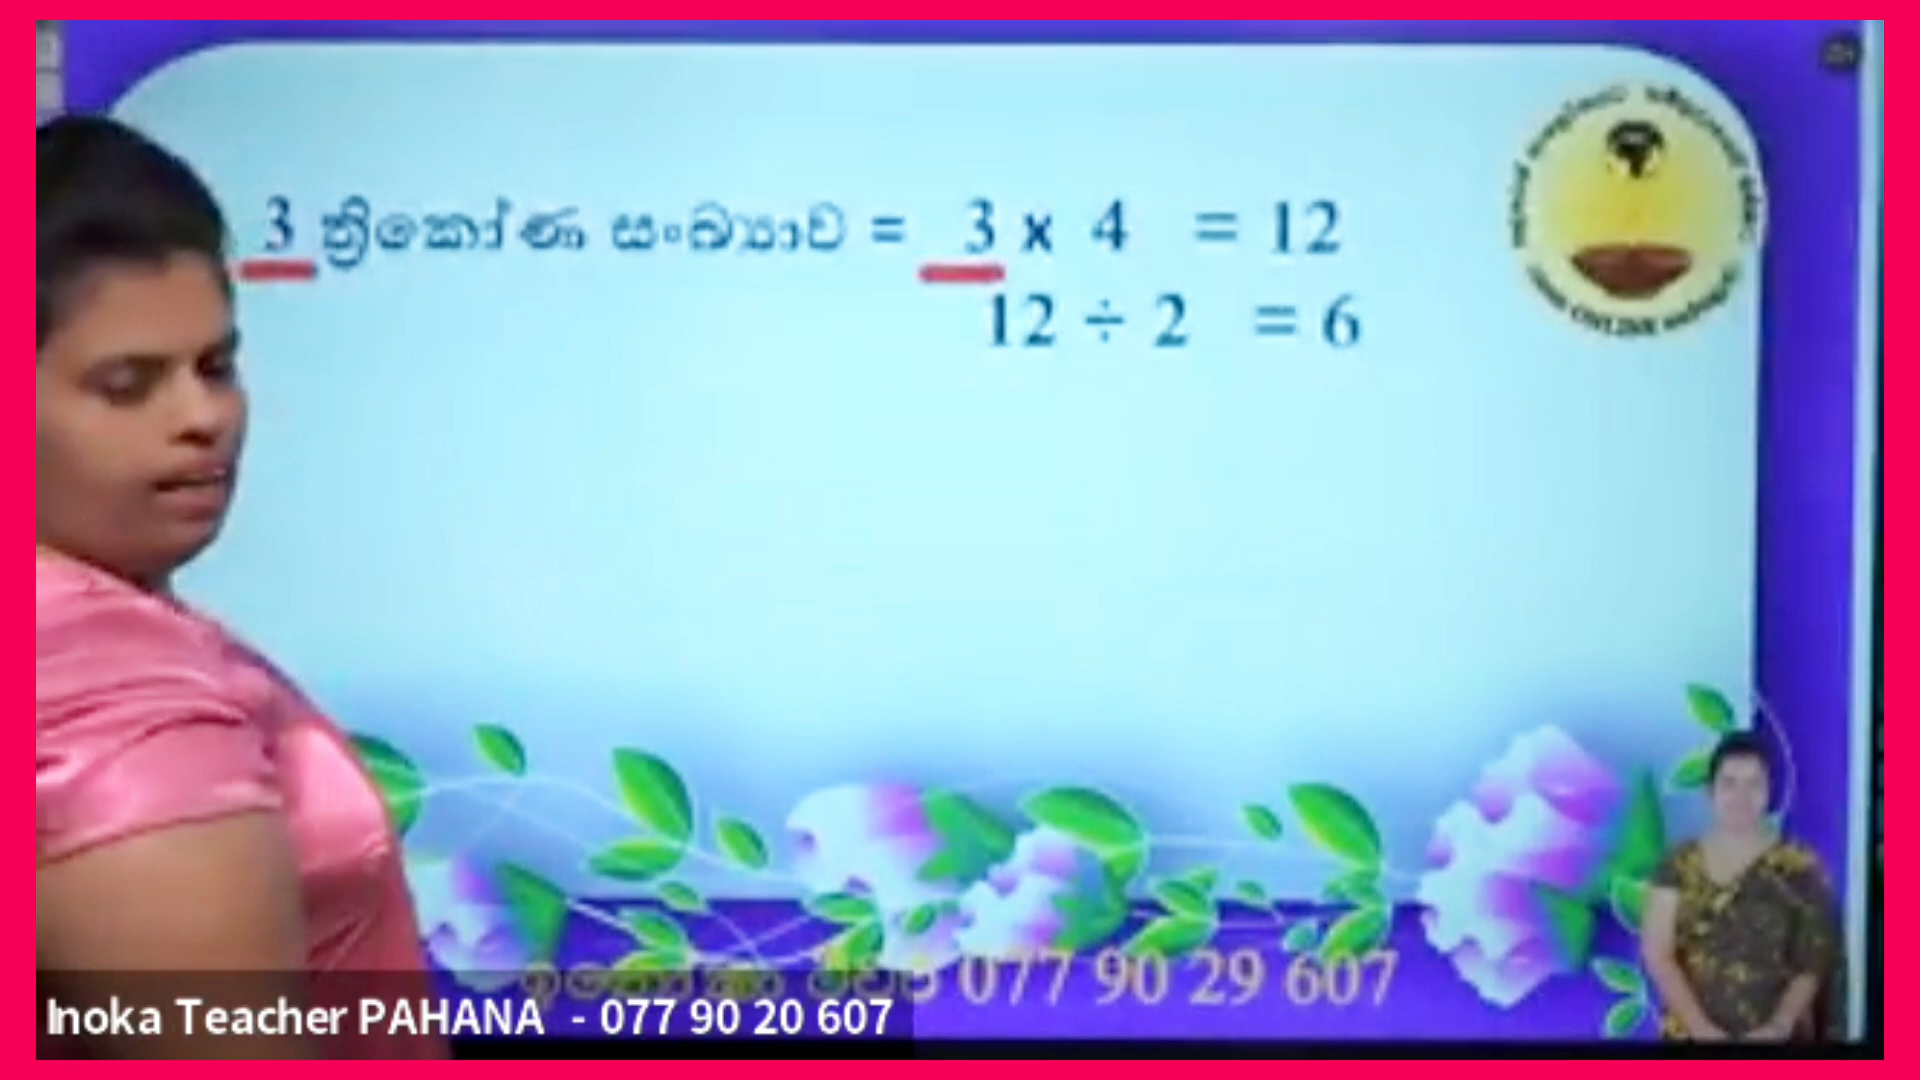 3 ත්‍රිකෝණ සංඛ්‍යාව = 3 x 4 = 12
12 ÷ 2 = 6
077 90 29 607
Inoka Teacher PAHANA - 077 90 20 607